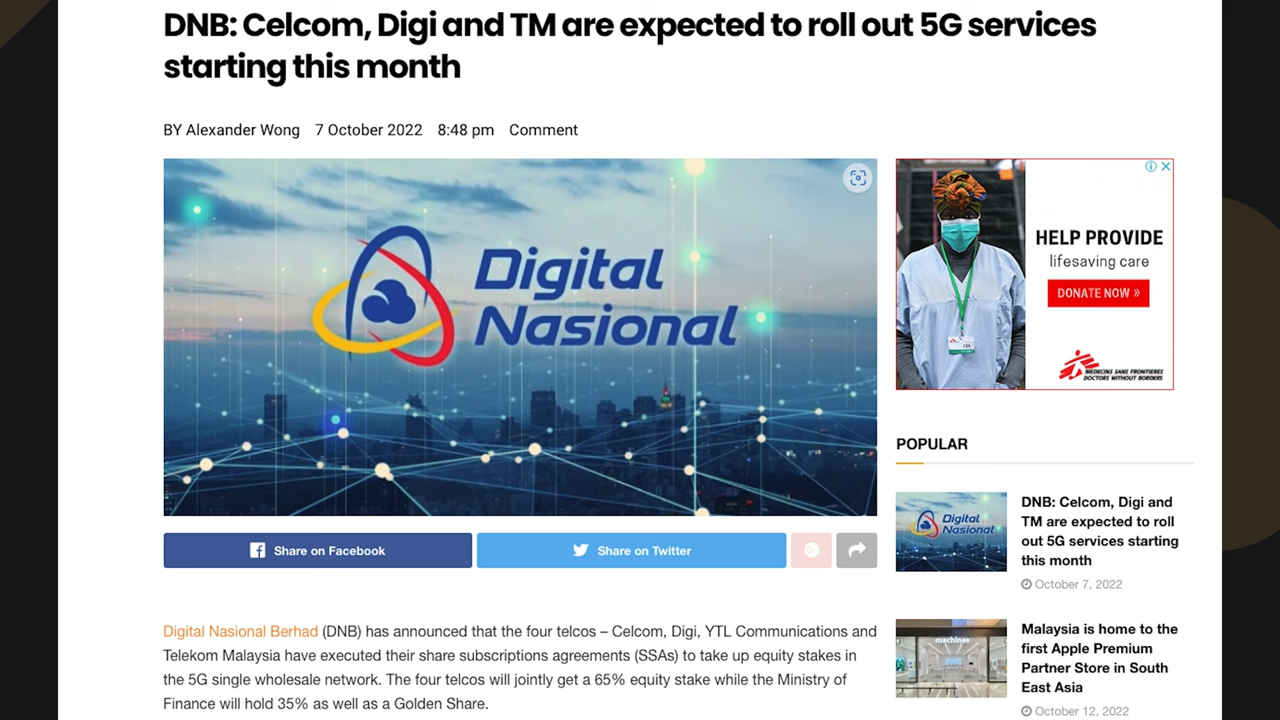 DNB: Celcom, Digi and TM are expected to roll out 5G services
starting this month
BY Alexander Wong 7 October 2022 8:48 pm Comment
Digital
Nasional
HELP PROVIDE
lifesaving care
DONATE NOW »
MEDECINS SANS FRONTIERES
DOCTORS WITHOUT BORDERS
Share on Facebook
Share on Twitter
Digital Nasional Berhad (DNB) has announced that the four telcos – Celcom, Digi, YTL Communications and
Telekom Malaysia have executed their share subscriptions agreements (SSAs) to take up equity stakes in
the 5G single wholesale network. The four telcos will jointly get a 65% equity stake while the Ministry of
Finance will hold 35% as well as a Golden Share.
POPULAR
Digital
Nasional
DNB: Celcom, Digi and
TM are expected to roll
out 5G services starting
this month
October 7, 2022
machines
Malaysia is home to the
first Apple Premium
Partner Store in South
East Asia
October 12, 2022